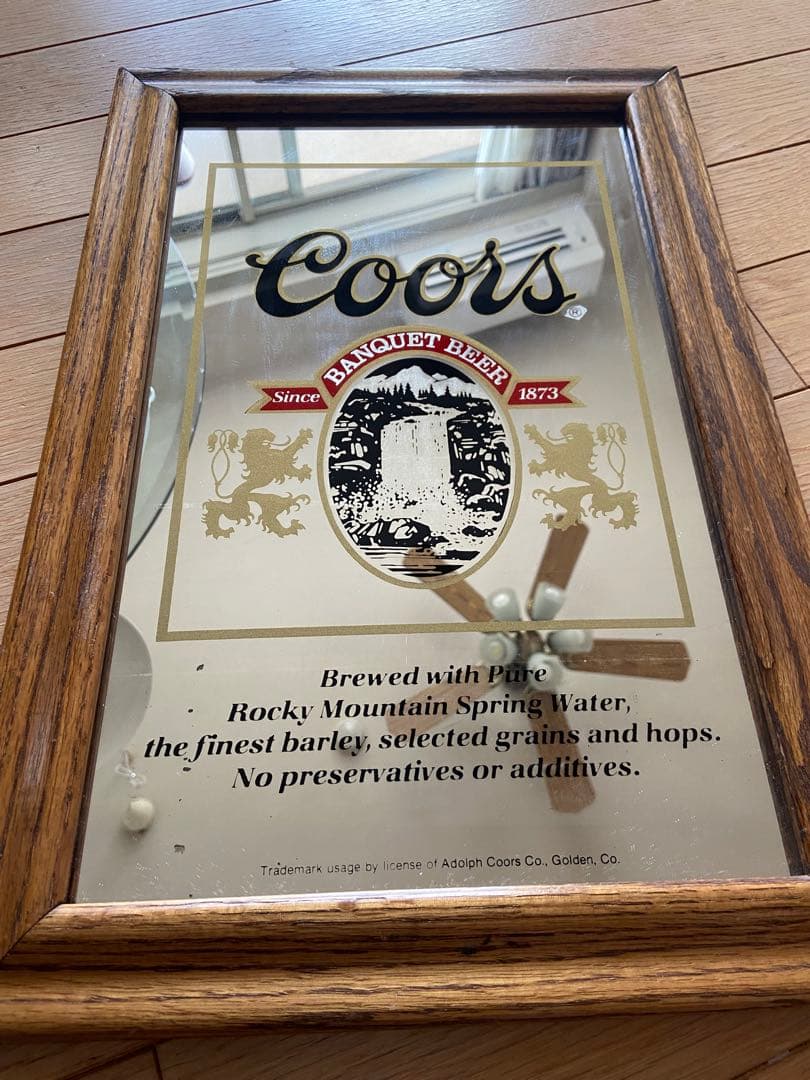 Coors
®
BANQUET BEER
Since 1873
Brewed with Pure
Rocky Mountain Spring Water,
the finest barley, selected grains and hops.
No preservatives or additives.
Trademark usage by license of Adolph Coors Co., Golden, Co.